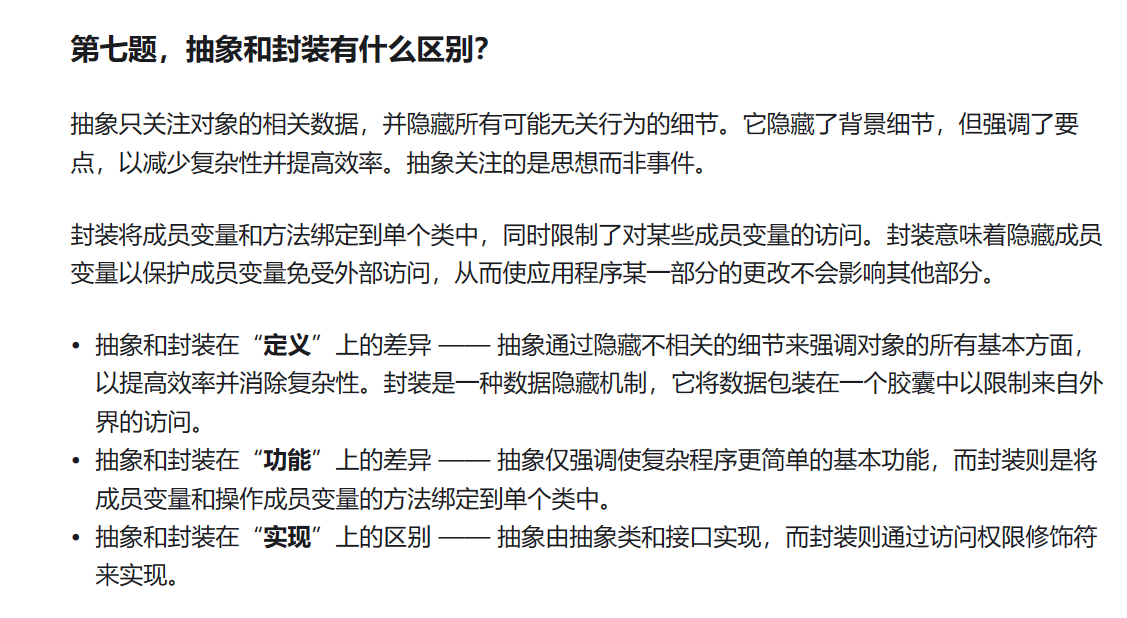 第七题，抽象和封装有什么区别？
抽象只关注对象的相关数据，并隐藏所有可能无关行为的细节。它隐藏了背景细节，但强调了要
点，以减少复杂性并提高效率。抽象关注的是思想而非事件。
封装将成员变量和方法绑定到单个类中，同时限制了对某些成员变量的访问。封装意味着隐藏成员
变量以保护成员变量免受外部访问，从而使应用程序某一部分的更改不会影响其他部分。
• 抽象和封装在“定义”上的差异 —— 抽象通过隐藏不相关的细节来强调对象的所有基本方面，
以提高效率并消除复杂性。封装是一种数据隐藏机制，它将数据包装在一个胶囊中以限制来自外
界的访问。
• 抽象和封装在“功能”上的差异 —— 抽象仅强调使复杂程序更简单的基本功能，而封装则是将
成员变量和操作成员变量的方法绑定到单个类中。
• 抽象和封装在“实现”上的区别 —— 抽象由抽象类和接口实现，而封装则通过访问权限修饰符
来实现。